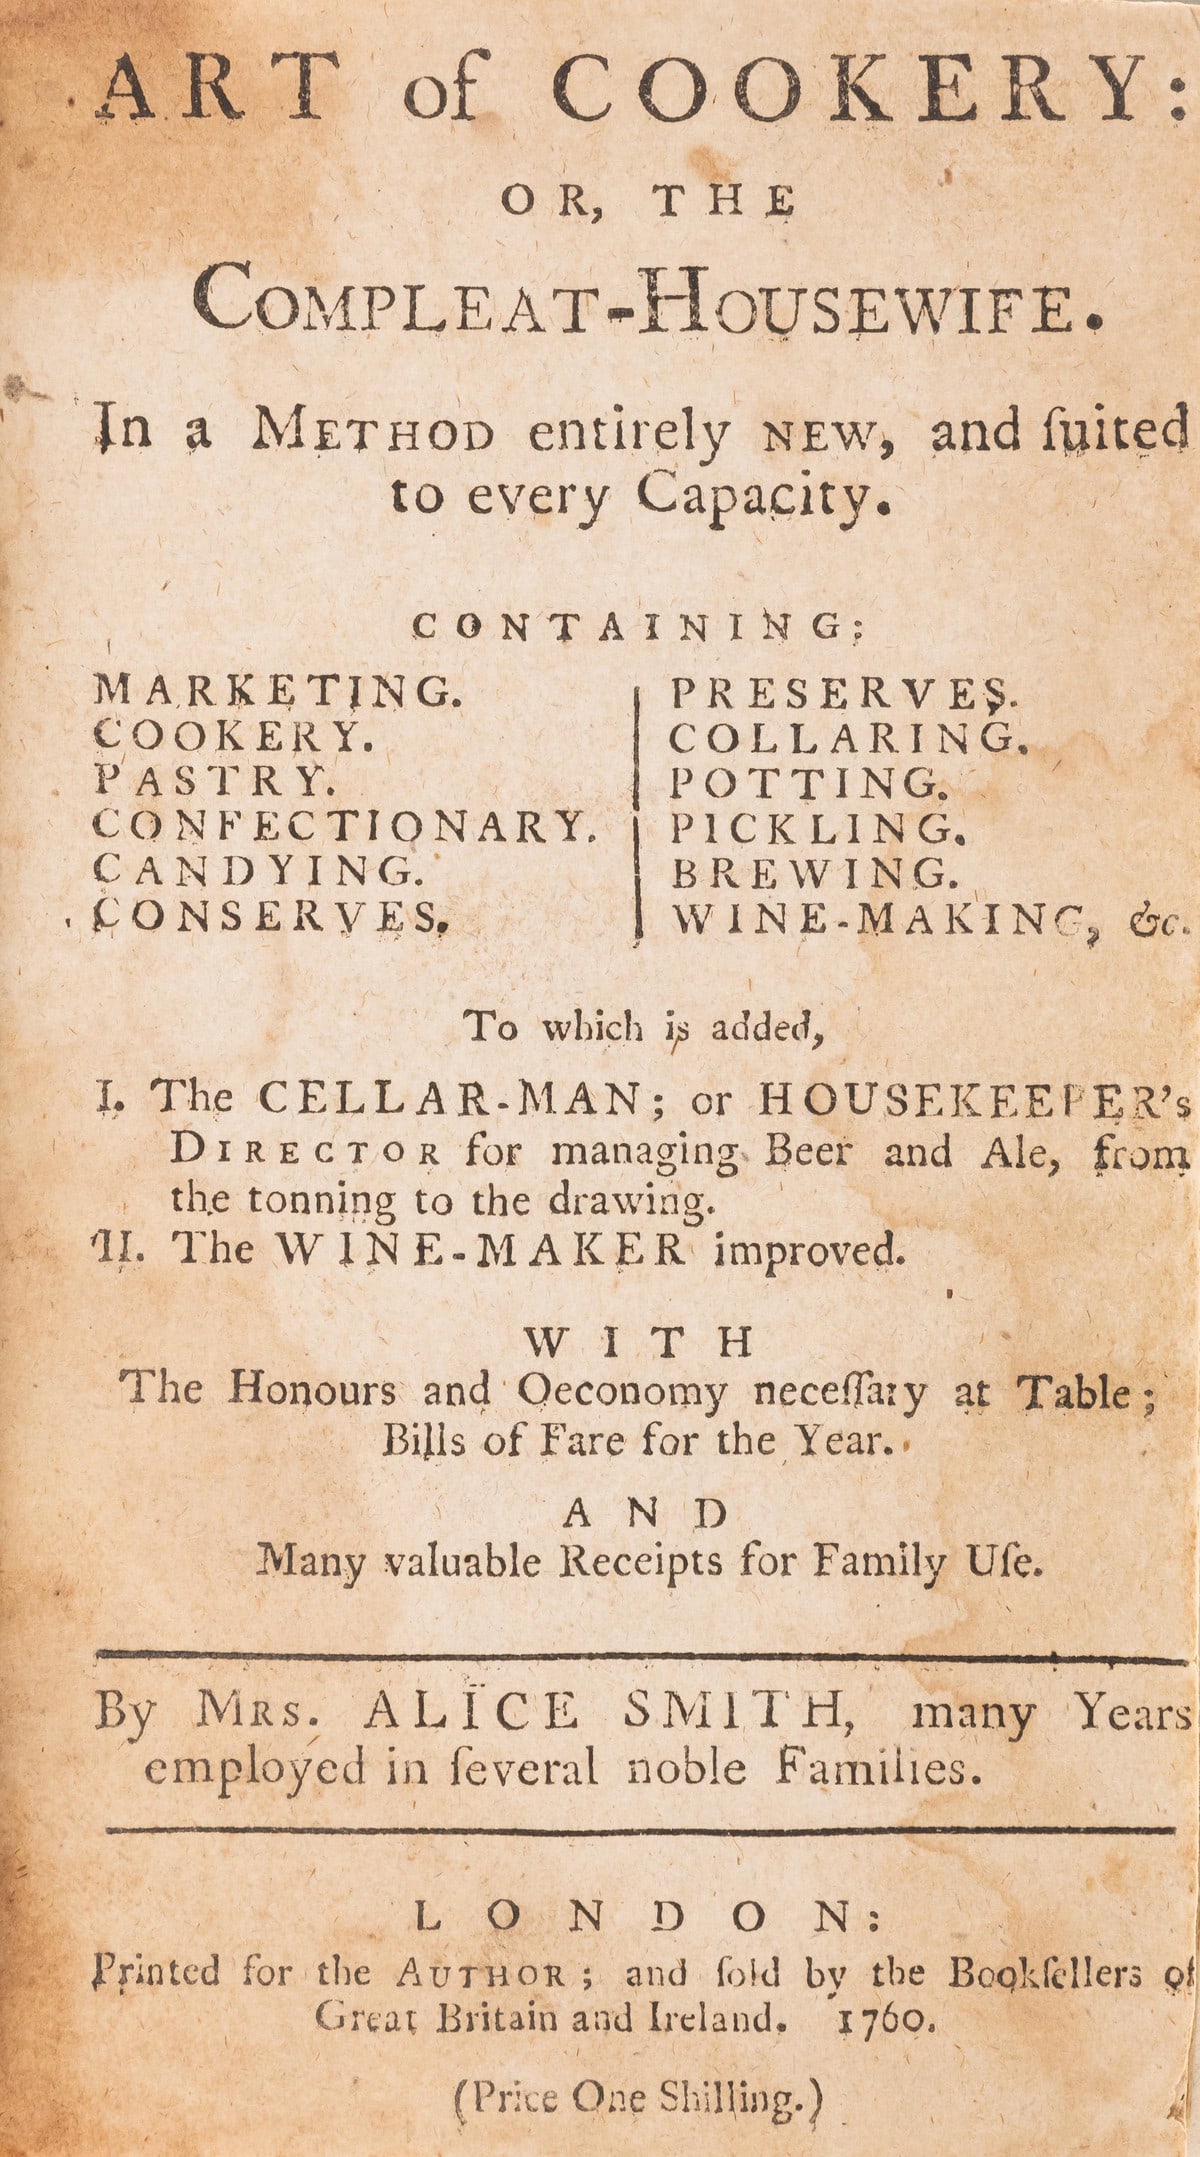 ART of COOKERY:
OR, THE
COMPLEAT-HOUSEWIFE.
In a METHOD entirely NEW, and ſuited
to every Capacity.
CONTAINING:
MARKETING.
COOKERY.
PASTRY.
CONFECTIONARY.
CANDYING.
CONSERVES.
PRESERVES.
COLLARING.
POTTING.
PICKLING.
BREWING.
WINE-MAKING, &c.
To which is added,
I. The CELLAR-MAN; or HOUSEKEEPER's
DIRECTOR for managing Beer and Ale, from
the tonning to the drawing.
II. The WINE-MAKER improved.
WITH
The Honours and Oeconomy neceſſary at Table;
Bills of Fare for the Year.
AND
Many valuable Receipts for Family Uſe.
By MRS. ALICE SMITH, many Years
employed in ſeveral noble Families.
LONDON:
Printed for the AUTHOR; and ſold by the Bookſellers of
Great Britain and Ireland. 1760.
(Price One Shilling.)